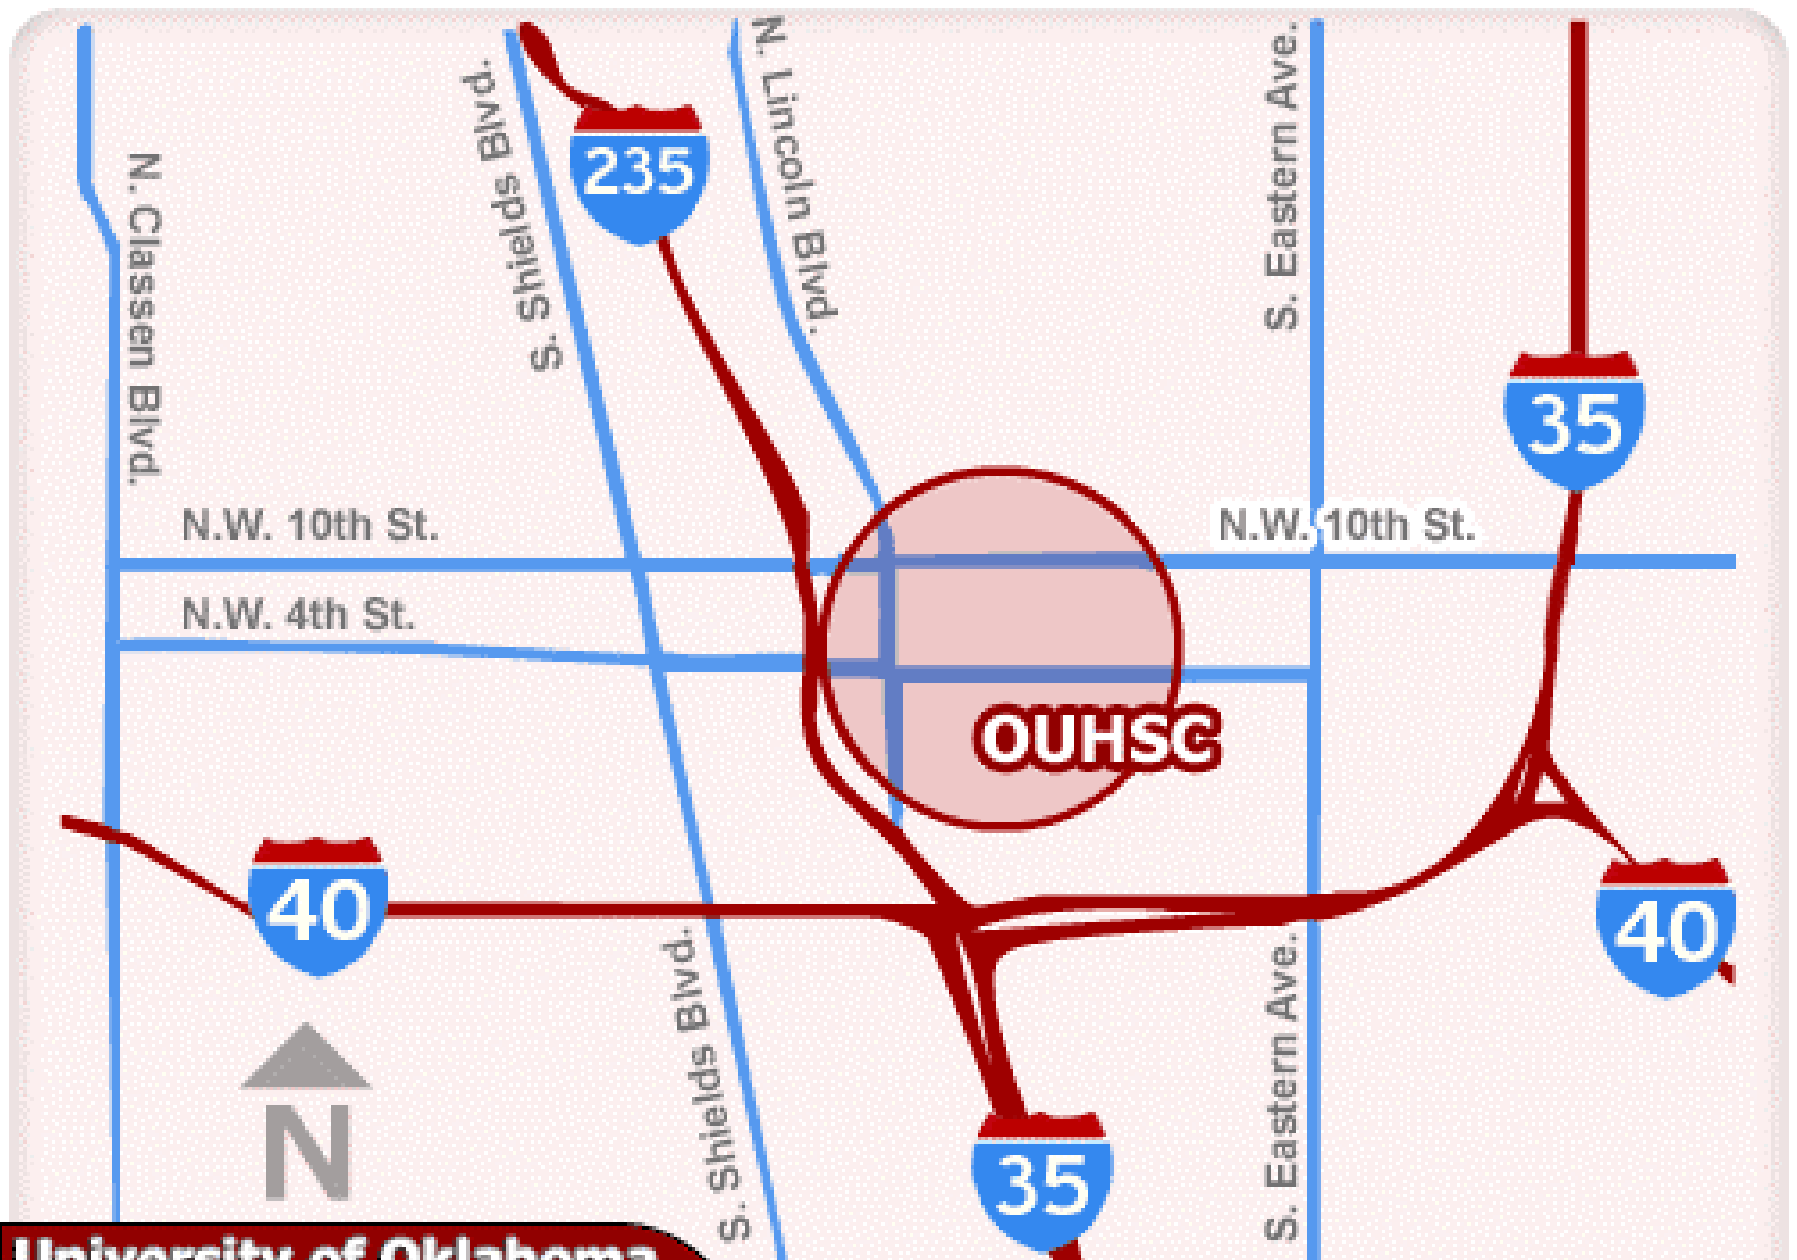 N. Lincoln Blvd.
S. Eastern Ave.
S. Shields Blvd.
235
N. Classen Blvd.
35
N.W. 10th St.
N.W. 10th St.
N.W. 4th St.
OUHSC
40
40
S. Shields Blvd.
S. Eastern Ave.
N
35
University of Oklahoma